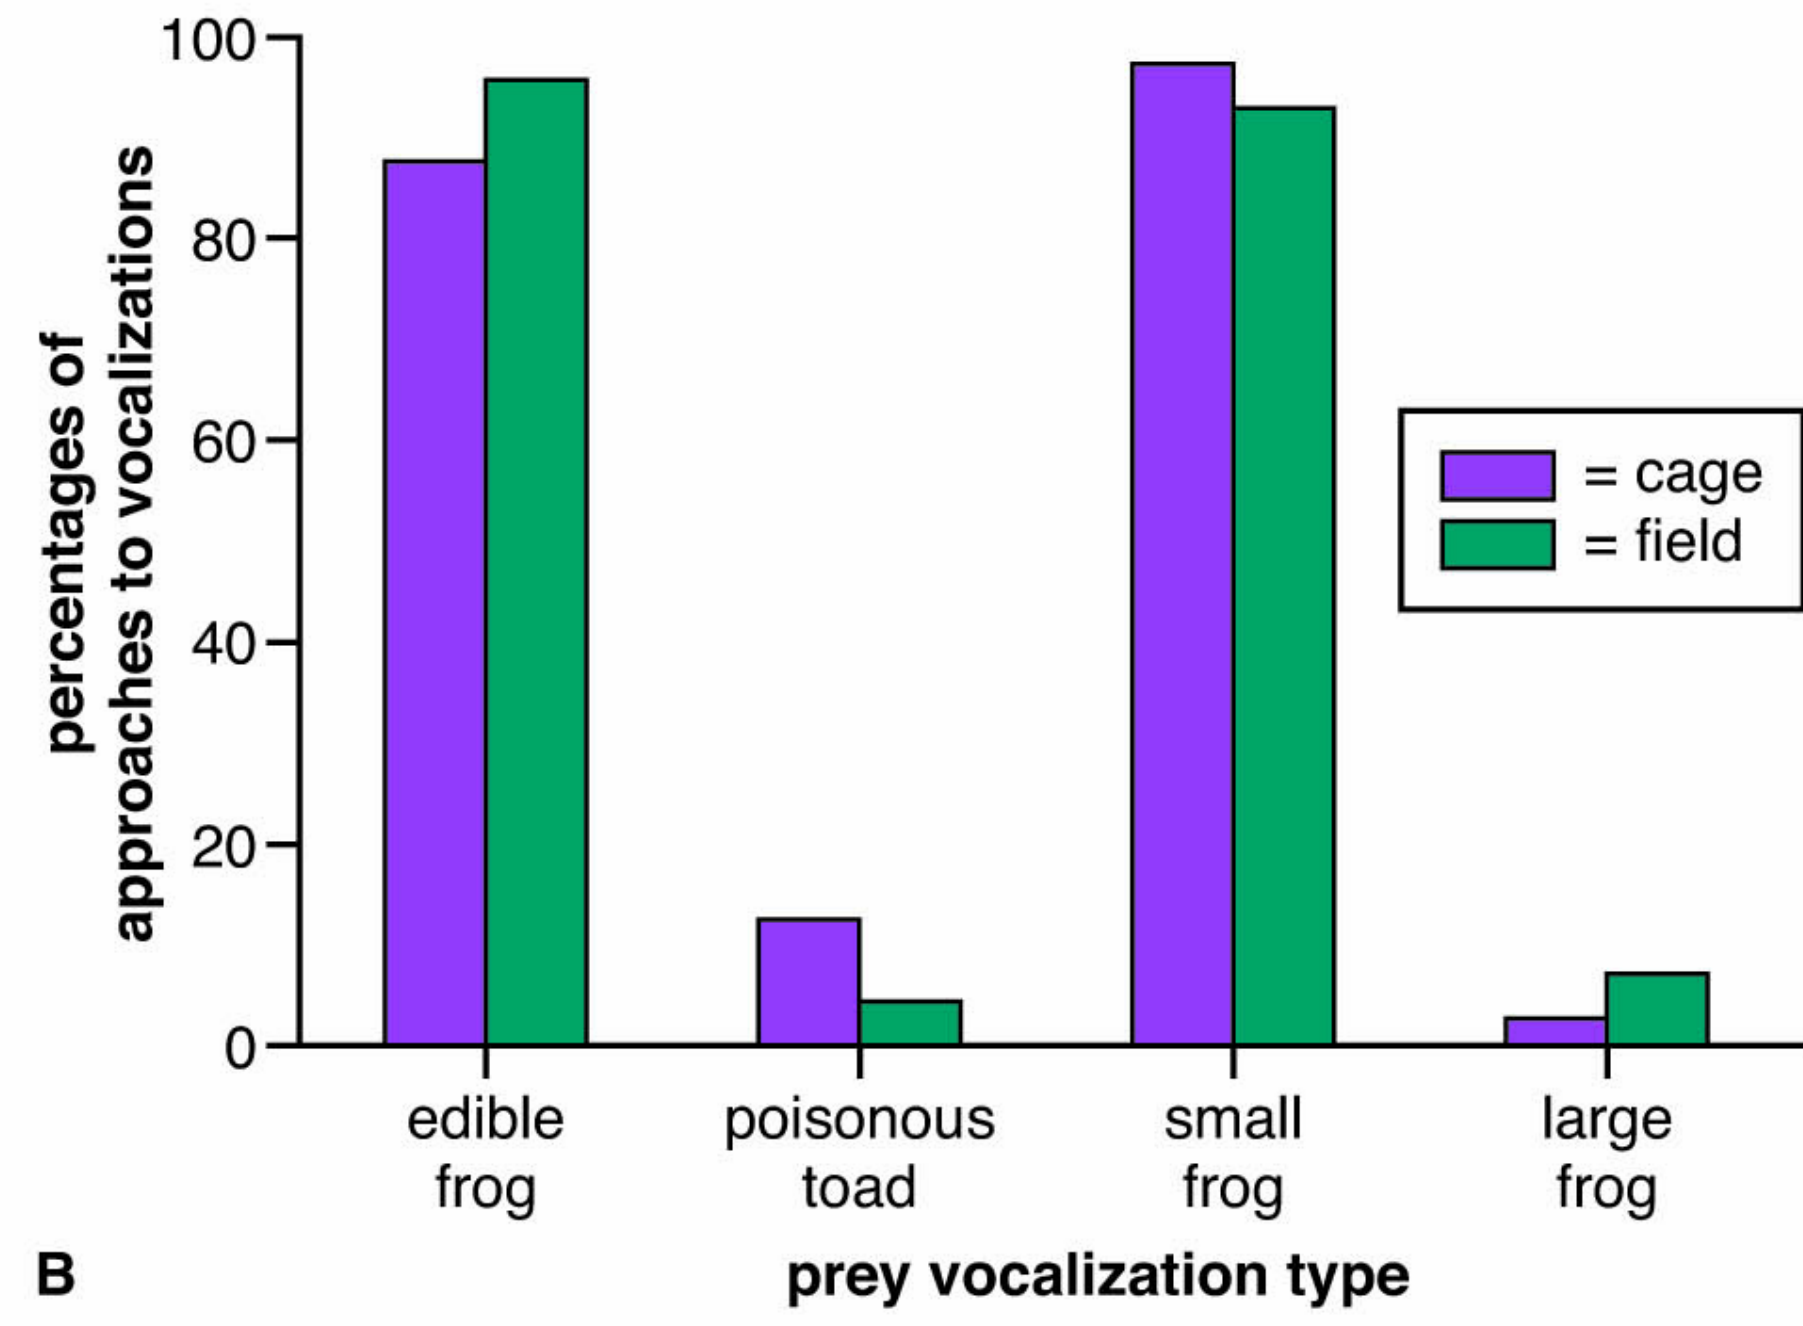 percentages of
approaches to vocalizations
100
80
60
40
20
0
= cage
= field
edible
frog
poisonous
toad
small
frog
large
frog
B
prey vocalization type